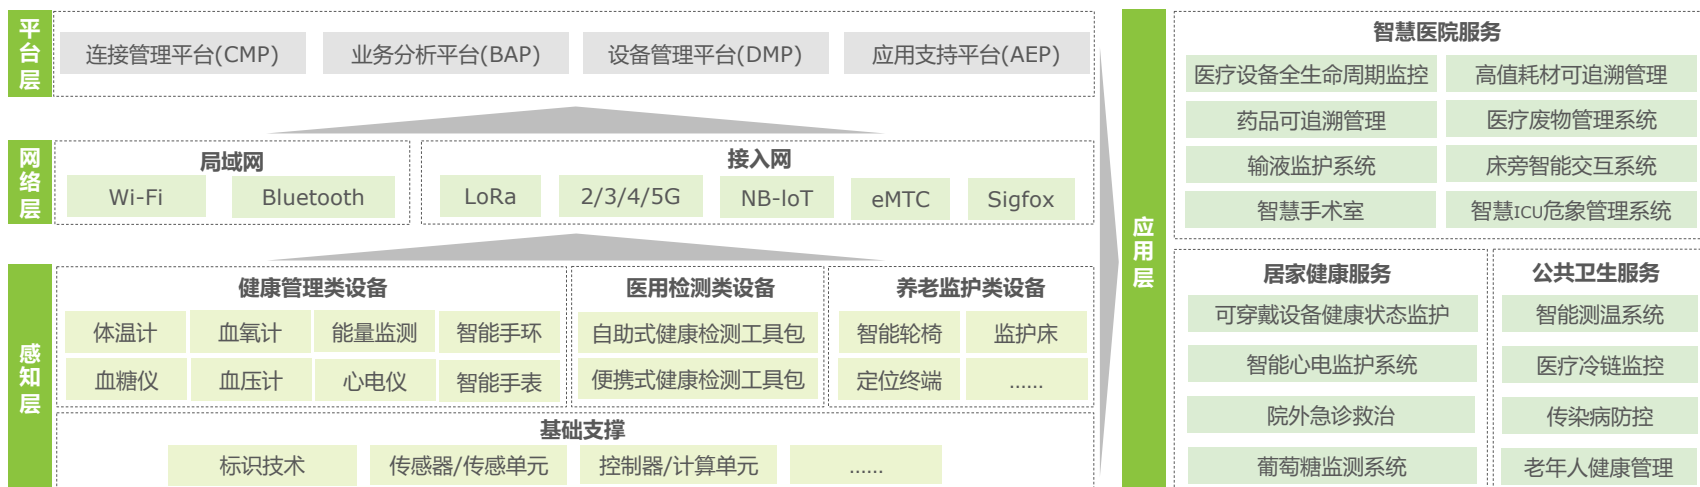 平台层
连接管理平台(CMP)
业务分析平台(BAP)
设备管理平台(DMP)
应用支持平台(AEP)
网络层
局域网
Wi-Fi
Bluetooth
接入网
LoRa
2/3/4/5G
NB-IoT
eMTC
Sigfox
感知层
健康管理类设备
体温计
血氧计
能量监测
智能手环
血糖仪
血压计
心电仪
智能手表
医用检测类设备
自助式健康检测工具包
便携式健康检测工具包
养老监护类设备
智能轮椅
监护床
定位终端
......
基础支撑
标识技术
传感器/传感单元
控制器/计算单元
......
应用层
智慧医院服务
医疗设备全生命周期监控
高值耗材可追溯管理
药品可追溯管理
医疗废物管理系统
输液监护系统
床旁智能交互系统
智慧手术室
智慧ICU危象管理系统
居家健康服务
可穿戴设备健康状态监护
智能心电监护系统
院外急诊救治
葡萄糖监测系统
公共卫生服务
智能测温系统
医疗冷链监控
传染病防控
老年人健康管理